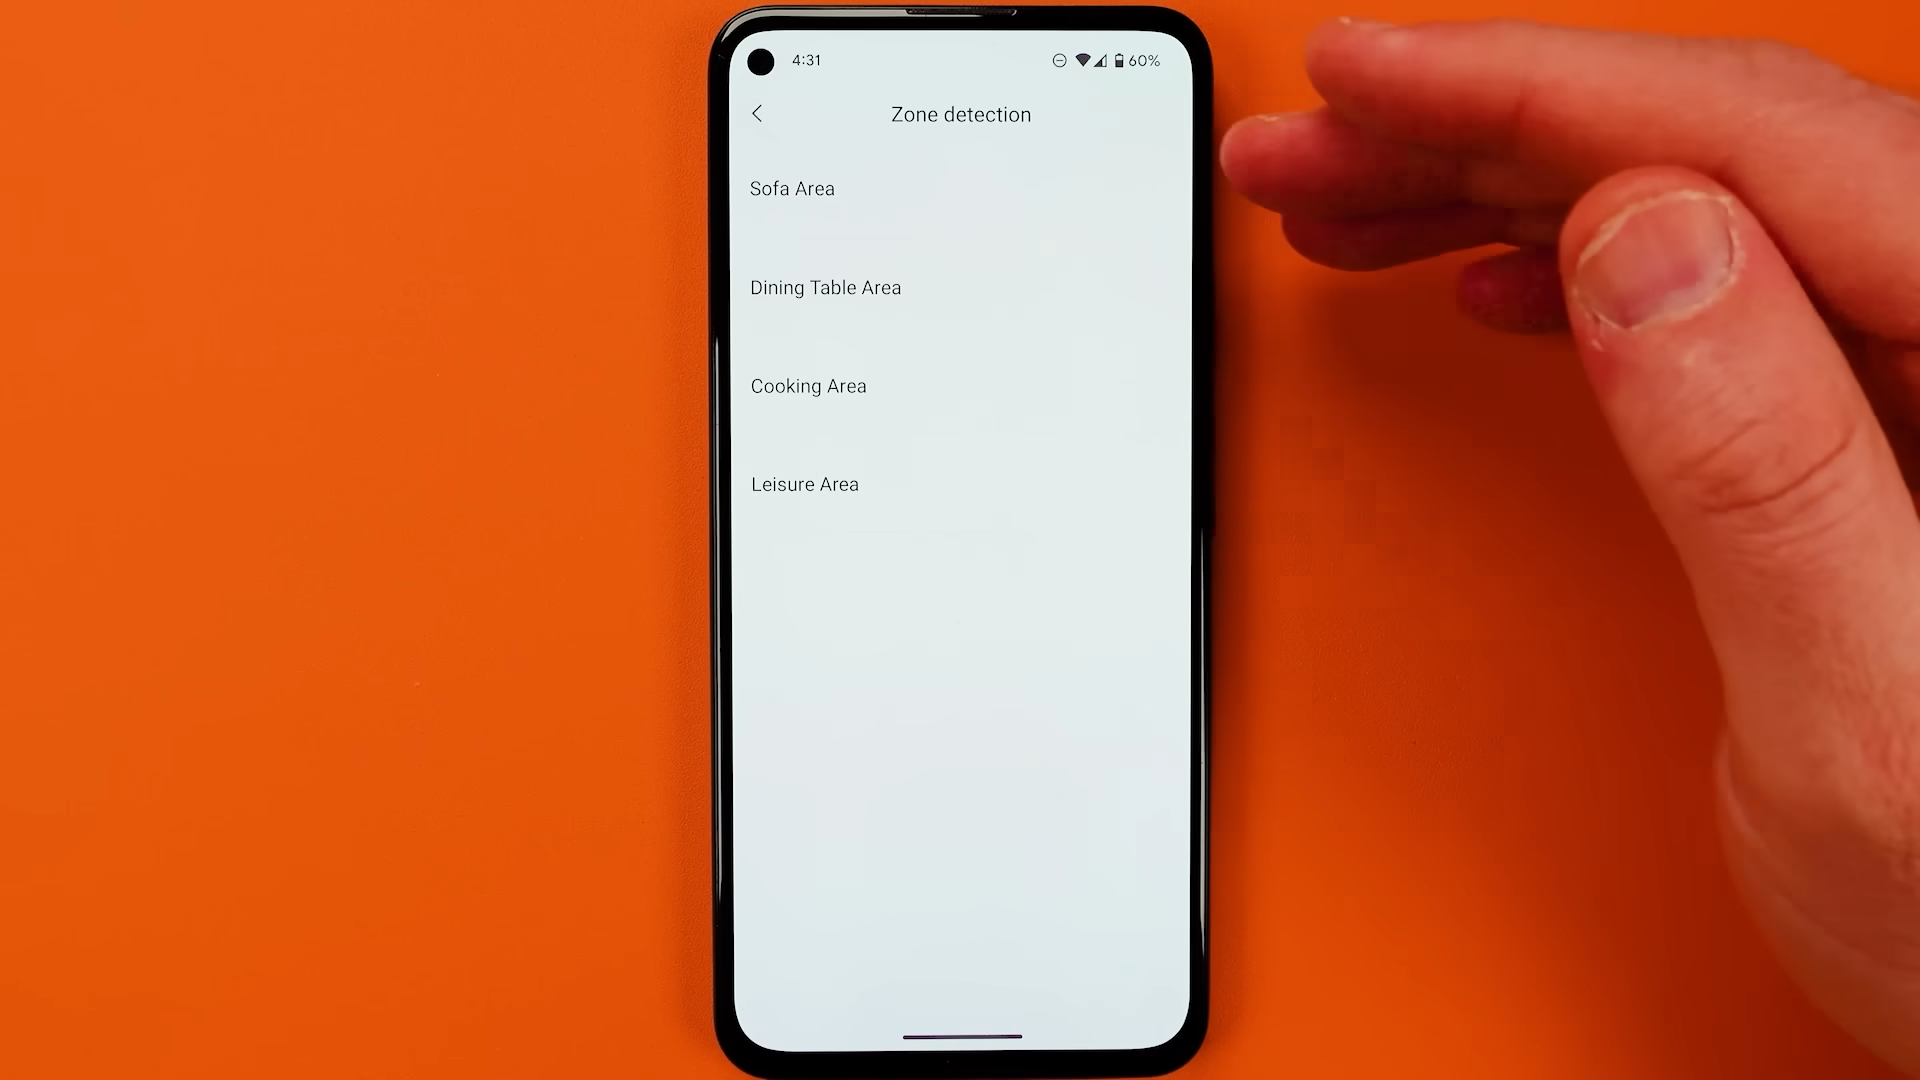 4:31
60%
Zone detection
Sofa Area
Dining Table Area
Cooking Area
Leisure Area